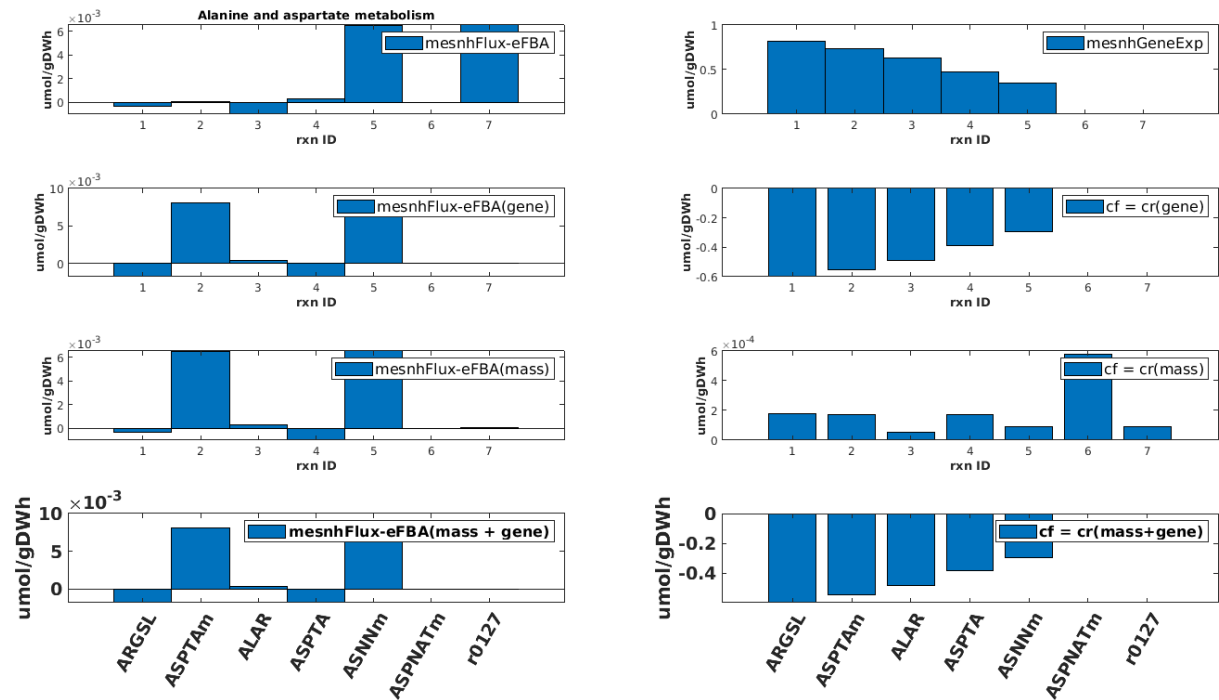 Alanine and aspartate metabolism
×10⁻³
6
4
2
0
umol/gDWh
mesnhFlux-eFBA
1 2 3 4 5 6 7
rxn ID
1
0.5
0
umol/gDWh
mesnhGeneExp
1 2 3 4 5 6 7
rxn ID
×10⁻³
10
5
0
umol/gDWh
mesnhFlux-eFBA(gene)
1 2 3 4 5 6 7
rxn ID
0
-0.2
-0.4
-0.6
umol/gDWh
cf = cr(gene)
1 2 3 4 5 6 7
rxn ID
×10⁻³
6
4
2
0
umol/gDWh
mesnhFlux-eFBA(mass)
1 2 3 4 5 6 7
rxn ID
×10⁻⁴
6
4
2
0
umol/gDWh
cf = cr(mass)
1 2 3 4 5 6 7
rxn ID
×10⁻³
10
5
0
umol/gDWh
mesnhFlux-eFBA(mass + gene)
ARGSL
ASPTAm
ALAR
ASPTA
ASNNm
ASPNATm
r0127
0
-0.2
-0.4
umol/gDWh
cf = cr(mass+gene)
ARGSL
ASPTAm
ALAR
ASPTA
ASNNm
ASPNATm
r0127